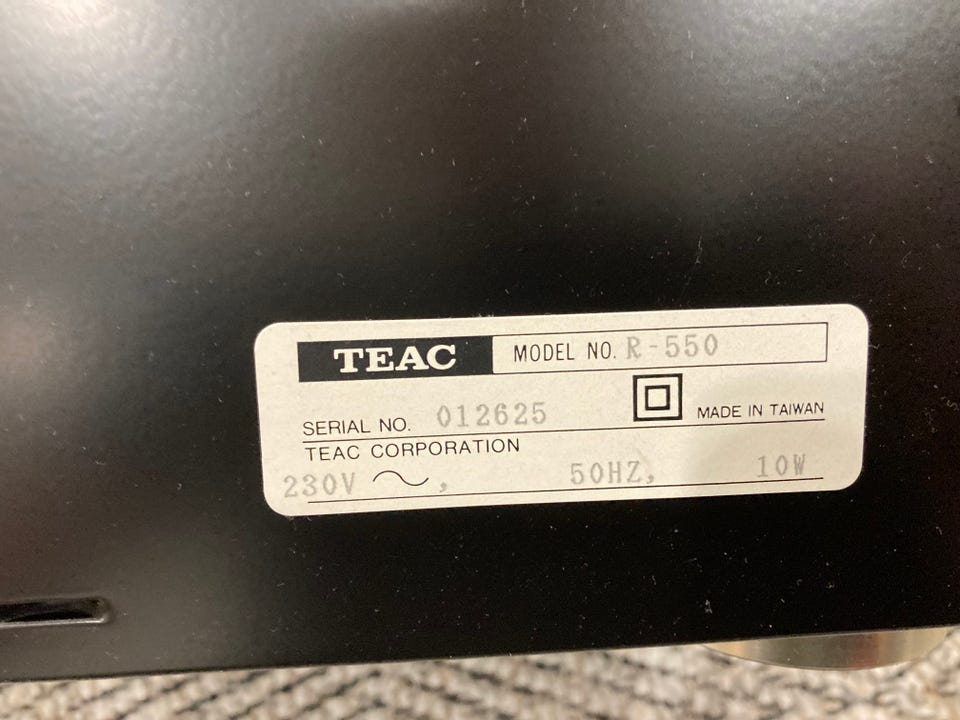 TEAC MODEL NO. R-550
SERIAL NO. 012625 MADE IN TAIWAN
TEAC CORPORATION
230V ~, 50HZ, 10W